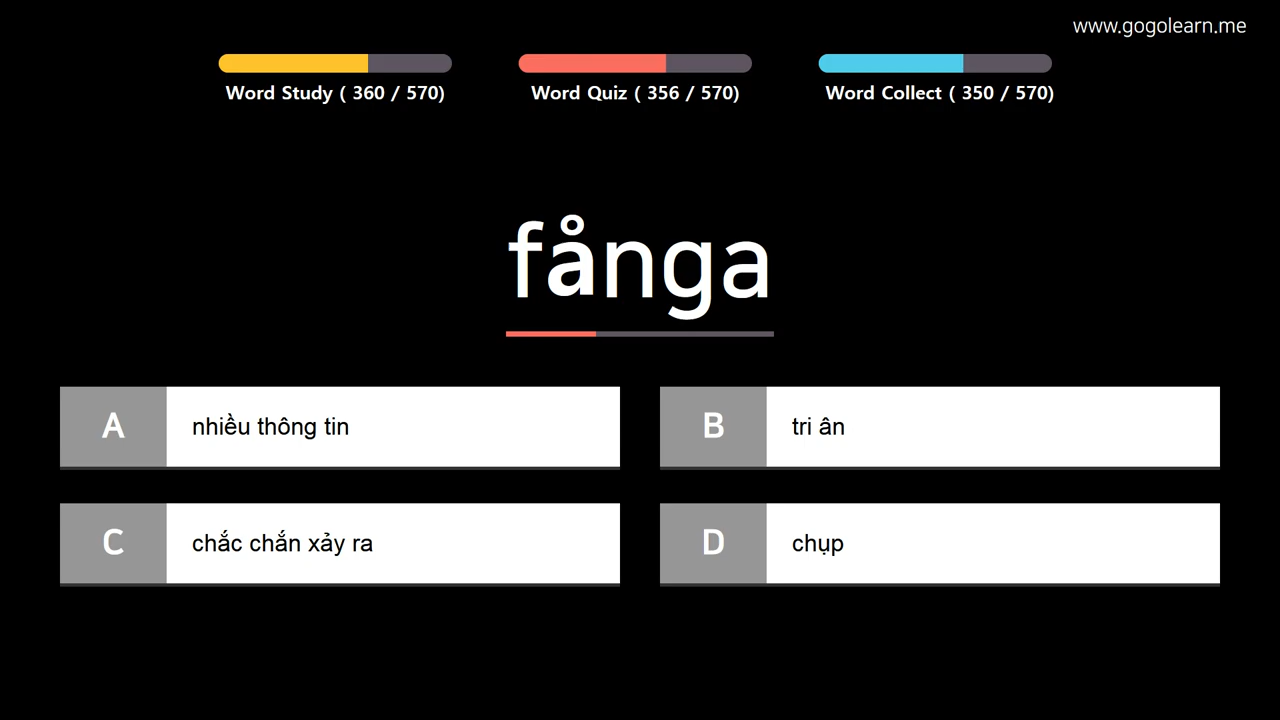 www.gogolearn.me
Word Study ( 360 / 570)
Word Quiz ( 356 / 570)
Word Collect ( 350 / 570)
fånga
A nhiều thông tin
B tri ân
C chắc chắn xảy ra
D chụp